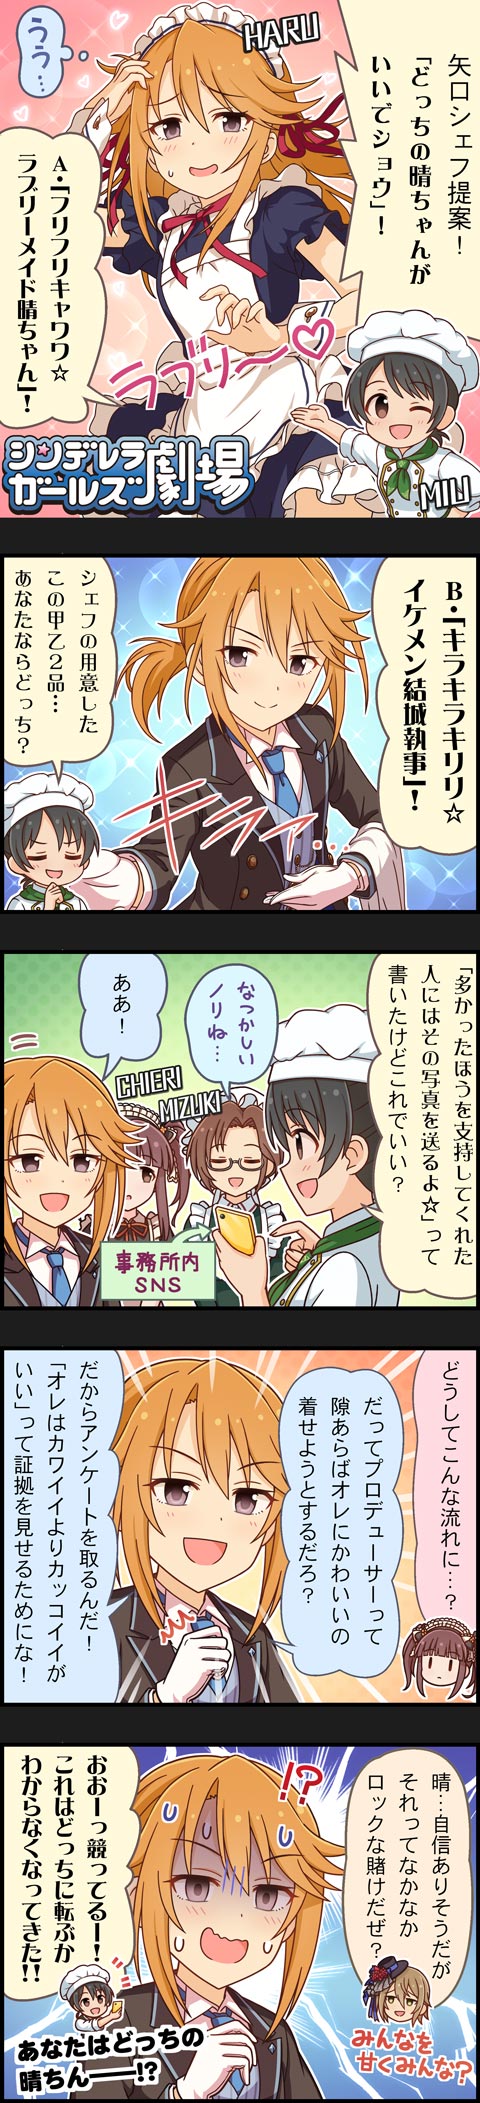 矢口シェフ提案！
「どっちの晴ちゃんが
いいでショウ」！
HARU
うう…
A・「フリフリキャワワ☆
ラブリーメイド晴ちゃん」！
ラブリ〜♡
MIU
シンデレラ
ガールズ劇場
B・「キラキラキリリ☆
イケメン結城執事」！
シェフの用意した
この甲乙2品…
あなたならどっち？
キラァ…
「多かったほうを支持してくれた
人にはその写真を送るよ☆」って
書いたけどこれでいい？
なつかしい
ノリね…
ああ！
CHIERI
MIZUKI
事務所内
SNS
どうしてこんな流れに…？
だってプロデューサーって
隙あらばオレにかわいいの
着せようとするだろ？
だからアンケートを取るんだ！
「オレはカワイイよりカッコイイが
いい」って証拠を見せるためにな！
晴…自信ありそうだが
それってなかなか
ロックな賭けだぜ？
!?
みんなを
甘くみんな？
おおーっ競ってるー！
これはどっちに転ぶか
わからなくなってきた!!
あなたはどっちの
晴ちん――!?